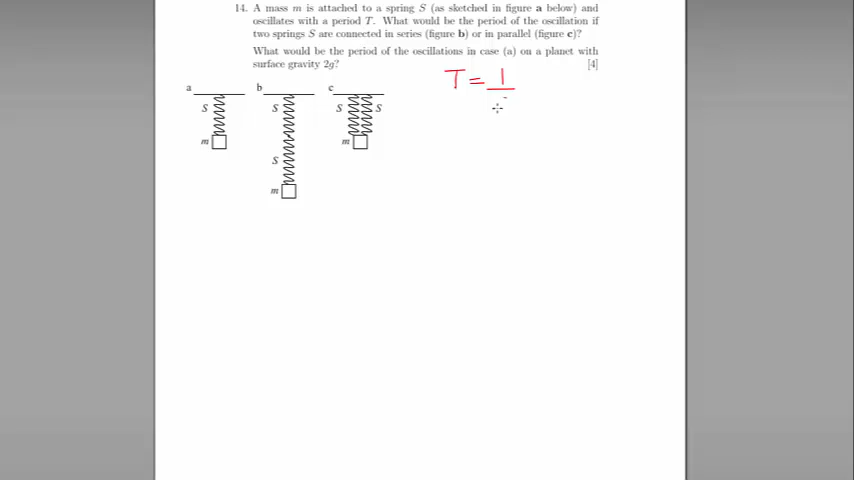 14. A mass m is attached to a spring S (as sketched in figure a below) and
oscillates with a period T. What would be the period of the oscillation if
two springs S are connected in series (figure b) or in parallel (figure c)?
What would be the period of the oscillations in case (a) on a planet with
surface gravity 2g? [4]
T = 1
a b c
S S S S
m m
S
m